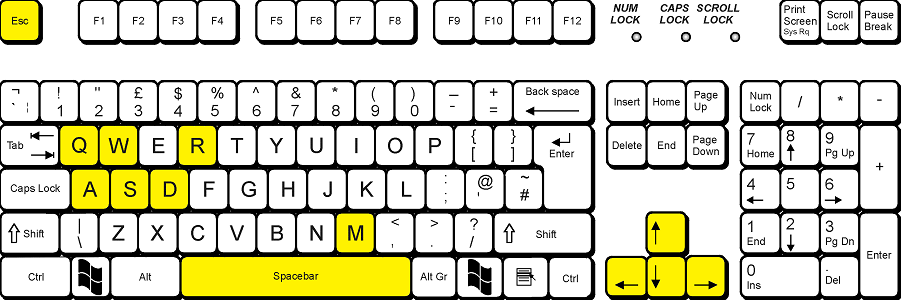 Esc F1 F2 F3 F4 F5 F6 F7 F8 F9 F10 F11 F12 NUM LOCK CAPS LOCK SCROLL LOCK Print Screen Sys Rq Scroll Lock Pause Break
¬ ` ¦ ! 1 " 2 £ 3 $ 4 % 5 ^ 6 & 7 * 8 ( 9 ) 0 _ - + = Back space ← Insert Home Page Up Num Lock / * -
Tab Q W E R T Y U I O P { [ } ] Enter Delete End Page Down 7 Home 8 ↑ 9 Pg Up +
Caps Lock A S D F G H J K L : ; @ ' ~ # 4 ← 5 6 →
⇧ Shift | \ Z X C V B N M < , > . ? / ⇧ Shift ↑ 1 End 2 ↓ 3 Pg Dn Enter
Ctrl Alt Spacebar Alt Gr Ctrl ← ↓ → 0 Ins . Del